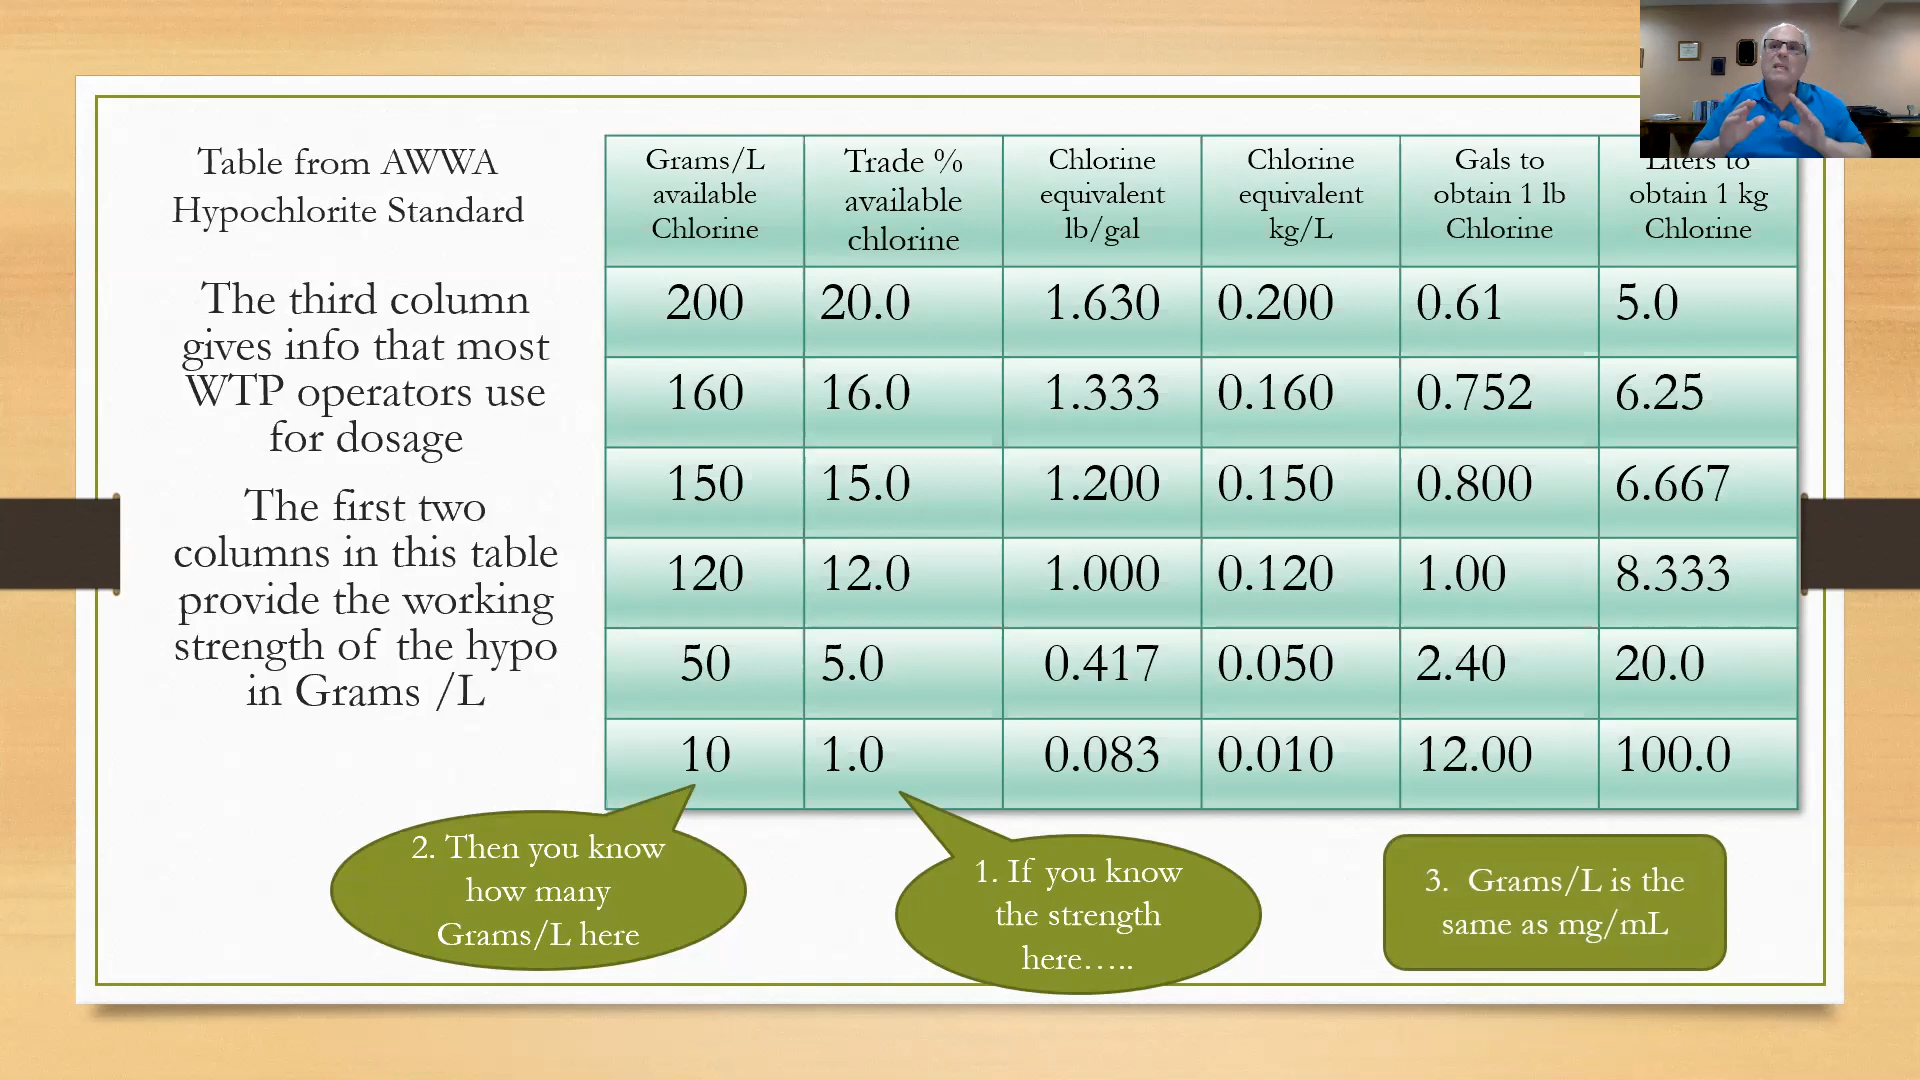 Table from AWWA
Hypochlorite Standard
The third column
gives info that most
WTP operators use
for dosage
The first two
columns in this table
provide the working
strength of the hypo
in Grams /L
Grams/L
available
Chlorine
Trade %
available
chlorine
Chlorine
equivalent
lb/gal
Chlorine
equivalent
kg/L
Gals to
obtain 1 lb
Chlorine
Liters to
obtain 1 kg
Chlorine
200 20.0 1.630 0.200 0.61 5.0
160 16.0 1.333 0.160 0.752 6.25
150 15.0 1.200 0.150 0.800 6.667
120 12.0 1.000 0.120 1.00 8.333
50 5.0 0.417 0.050 2.40 20.0
10 1.0 0.083 0.010 12.00 100.0
2. Then you know
how many
Grams/L here
1. If you know
the strength
here…..
3. Grams/L is the
same as mg/mL